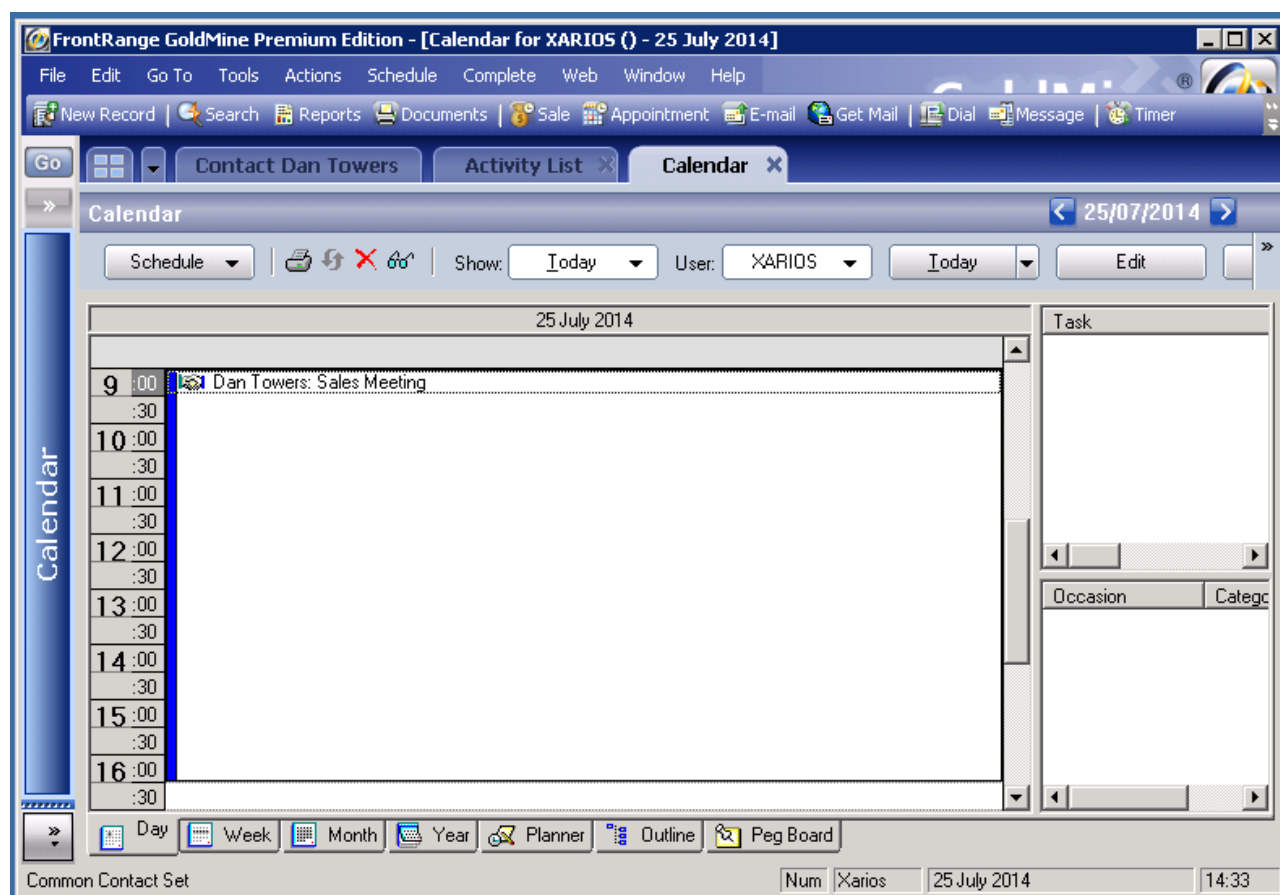 FrontRange GoldMine Premium Edition - [Calendar for XARIOS () - 25 July 2014]
File Edit Go To Tools Actions Schedule Complete Web Window Help
®
New Record Search Reports Documents Sale Appointment E-mail Get Mail Dial Message Timer
Go Contact Dan Towers Activity List Calendar
Calendar 25/07/2014
Schedule Show: Today User: XARIOS Today Edit
25 July 2014 Task
9 :00 Dan Towers: Sales Meeting
:30
10 :00
:30
11 :00
:30
12 :00
:30
Occasion Catego
13 :00
:30
14 :00
:30
15 :00
:30
16 :00
:30
Calendar
Day Week Month Year Planner Outline Peg Board
Common Contact Set Num Xarios 25 July 2014 14:33